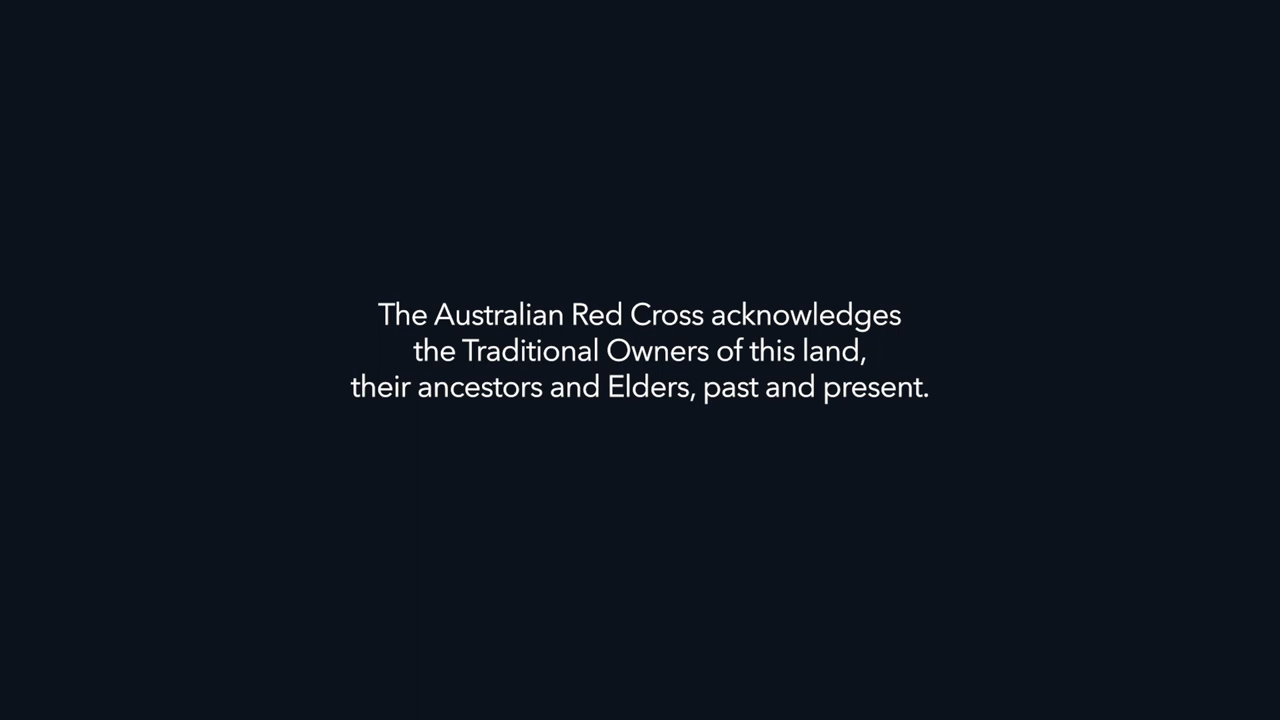 The Australian Red Cross acknowledges
the Traditional Owners of this land,
their ancestors and Elders, past and present.